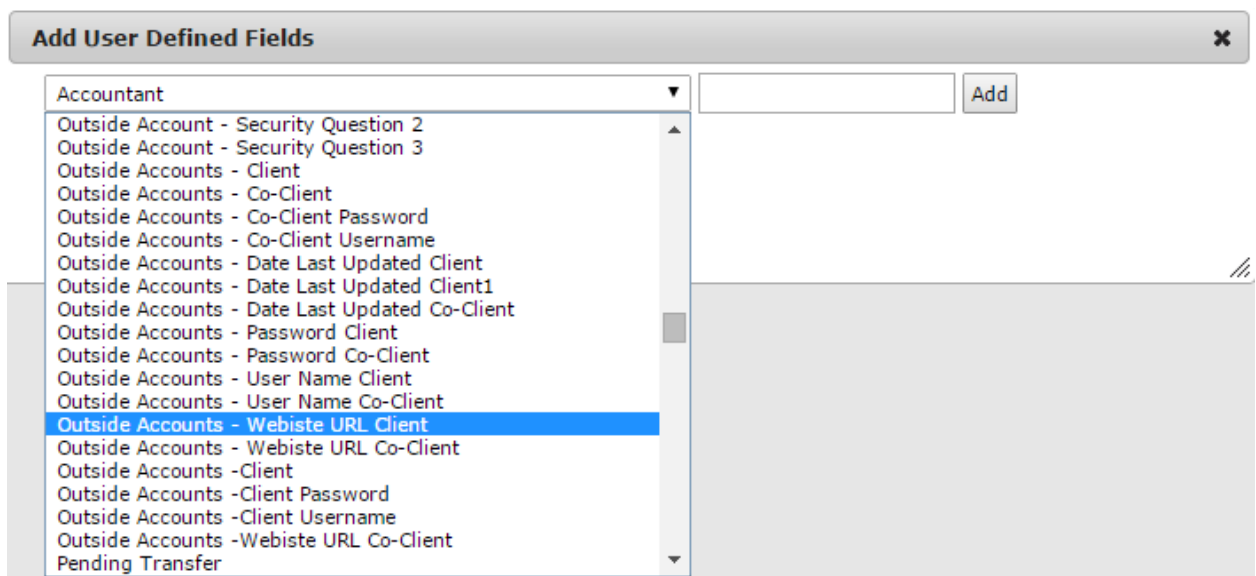 Add User Defined Fields
Accountant
Add
Outside Account - Security Question 2
Outside Account - Security Question 3
Outside Accounts - Client
Outside Accounts - Co-Client
Outside Accounts - Co-Client Password
Outside Accounts - Co-Client Username
Outside Accounts - Date Last Updated Client
Outside Accounts - Date Last Updated Client1
Outside Accounts - Date Last Updated Co-Client
Outside Accounts - Password Client
Outside Accounts - Password Co-Client
Outside Accounts - User Name Client
Outside Accounts - User Name Co-Client
Outside Accounts - Webiste URL Client
Outside Accounts - Webiste URL Co-Client
Outside Accounts -Client
Outside Accounts -Client Password
Outside Accounts -Client Username
Outside Accounts -Webiste URL Co-Client
Pending Transfer